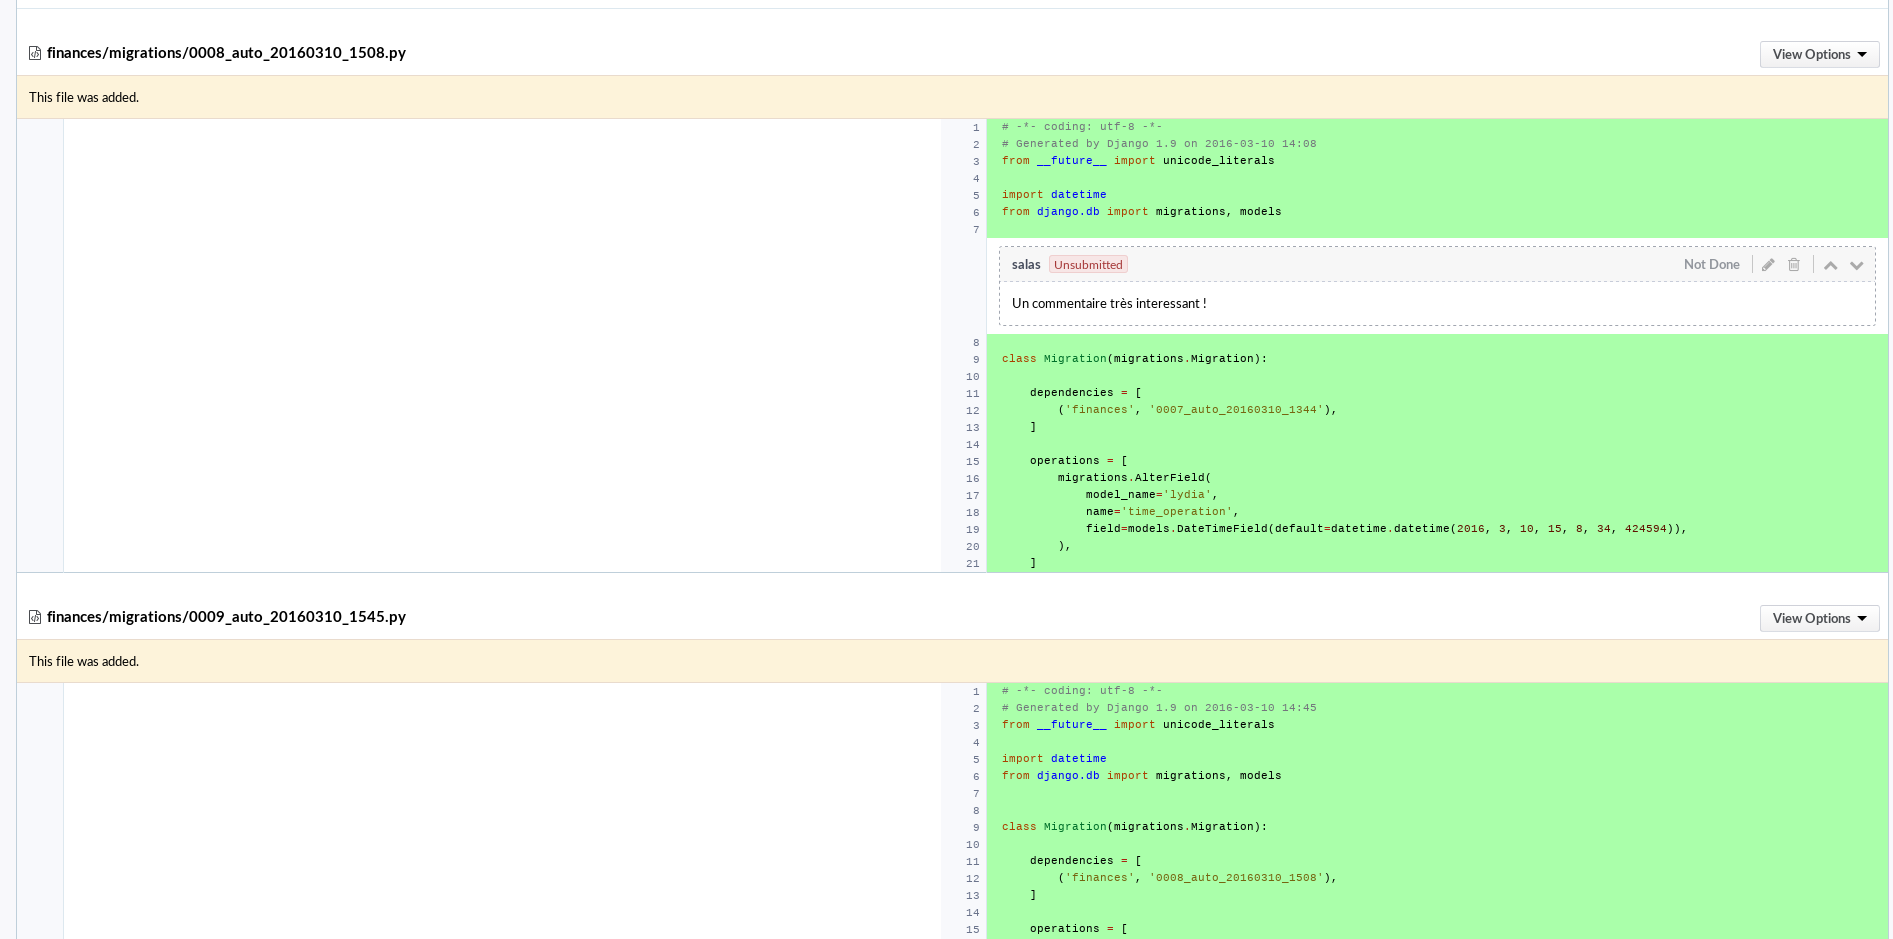 finances/migrations/0008_auto_20160310_1508.py
View Options
This file was added.
1 # -*- coding: utf-8 -*-
2 # Generated by Django 1.9 on 2016-03-10 14:08
3 from __future__ import unicode_literals
4
5 import datetime
6 from django.db import migrations, models
7
salas Unsubmitted Not Done
Un commentaire très interessant !
8
9 class Migration(migrations.Migration):
10
11     dependencies = [
12         ('finances', '0007_auto_20160310_1344'),
13     ]
14
15     operations = [
16         migrations.AlterField(
17             model_name='lydia',
18             name='time_operation',
19             field=models.DateTimeField(default=datetime.datetime(2016, 3, 10, 15, 8, 34, 424594)),
20         ),
21     ]
finances/migrations/0009_auto_20160310_1545.py
View Options
This file was added.
1 # -*- coding: utf-8 -*-
2 # Generated by Django 1.9 on 2016-03-10 14:45
3 from __future__ import unicode_literals
4
5 import datetime
6 from django.db import migrations, models
7
8
9 class Migration(migrations.Migration):
10
11     dependencies = [
12         ('finances', '0008_auto_20160310_1508'),
13     ]
14
15     operations = [